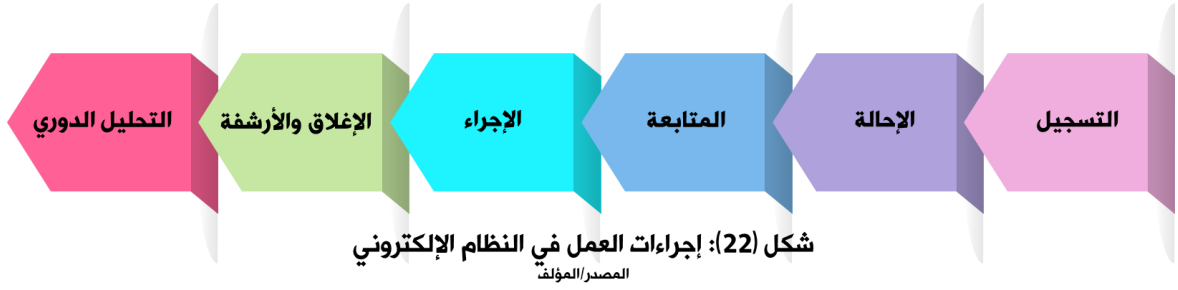 التسجيل
الإحالة
المتابعة
الإجراء
الإغلاق والأرشفة
التحليل الدوري
شكل (22): إجراءات العمل في النظام الإلكتروني
المصدر/المؤلف